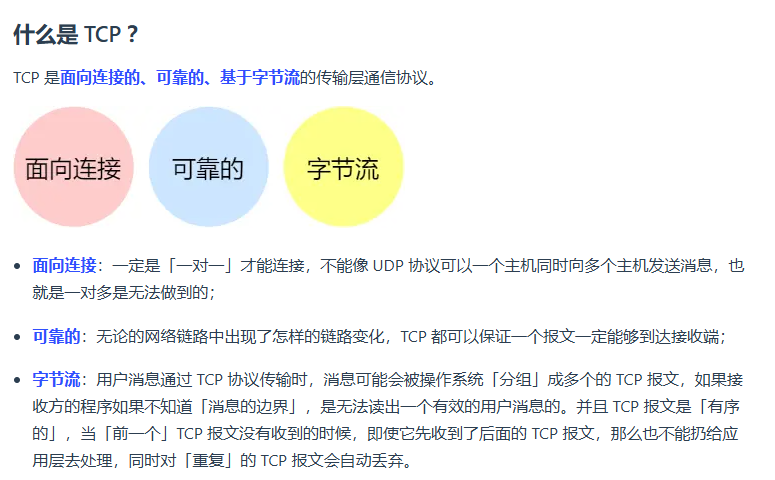 什么是 TCP ？
TCP 是面向连接的、可靠的、基于字节流的传输层通信协议。
面向连接
可靠的
字节流
面向连接：一定是「一对一」才能连接，不能像 UDP 协议可以一个主机同时向多个主机发送消息，也
就是一对多是无法做到的；
可靠的：无论的网络链路中出现了怎样的链路变化，TCP 都可以保证一个报文一定能够到达接收端；
字节流：用户消息通过 TCP 协议传输时，消息可能会被操作系统「分组」成多个的 TCP 报文，如果接
收方的程序如果不知道「消息的边界」，是无法读出一个有效的用户消息的。并且 TCP 报文是「有序
的」，当「前一个」TCP 报文没有收到的时候，即使它先收到了后面的 TCP 报文，那么也不能扔给应
用层去处理，同时对「重复」的 TCP 报文会自动丢弃。